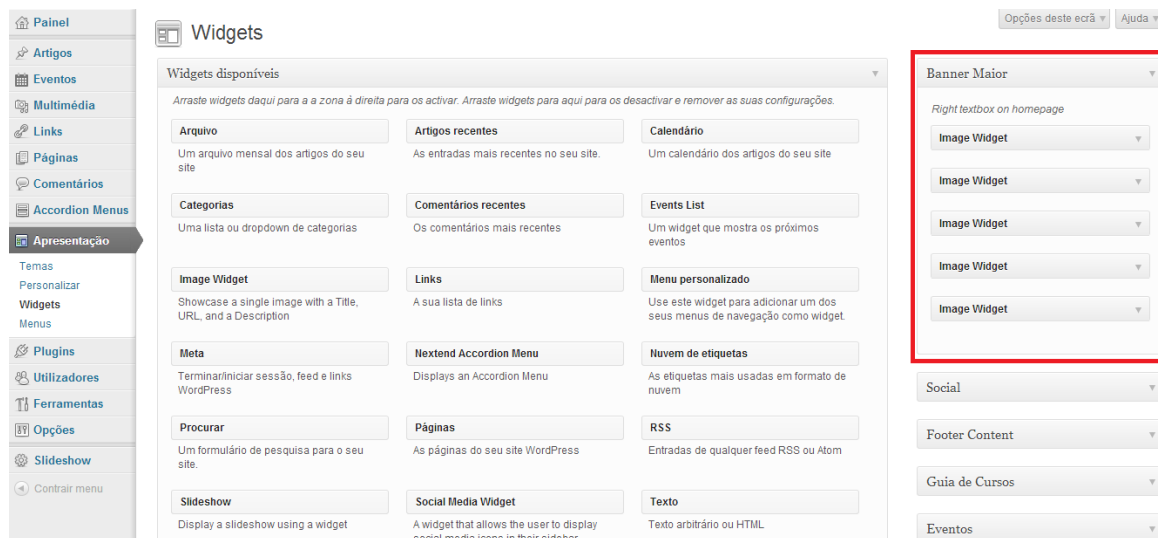 Painel
Artigos
Eventos
Multimédia
Links
Páginas
Comentários
Accordion Menus
Apresentação
Temas
Personalizar
Widgets
Menus
Plugins
Utilizadores
Ferramentas
Opções
Slideshow
Contrair menu
Opções deste ecrã
Ajuda
Widgets
Widgets disponíveis
Arraste widgets daqui para a a zona à direita para os activar. Arraste widgets para aqui para os desactivar e remover as suas configurações.
Arquivo
Um arquivo mensal dos artigos do seu
site
Artigos recentes
As entradas mais recentes no seu site.
Calendário
Um calendário dos artigos do seu site
Categorias
Uma lista ou dropdown de categorias
Comentários recentes
Os comentários mais recentes
Events List
Um widget que mostra os próximos
eventos
Image Widget
Showcase a single image with a Title,
URL, and a Description
Links
A sua lista de links
Menu personalizado
Use este widget para adicionar um dos
seus menus de navegação como widget.
Meta
Terminar/iniciar sessão, feed e links
WordPress
Nextend Accordion Menu
Displays an Accordion Menu
Nuvem de etiquetas
As etiquetas mais usadas em formato de
nuvem
Procurar
Um formulário de pesquisa para o seu
site.
Páginas
As páginas do seu site WordPress
RSS
Entradas de qualquer feed RSS ou Atom
Slideshow
Display a slideshow using a widget
Social Media Widget
A widget that allows the user to display
social media icons in their sidebar
Texto
Texto arbitrário ou HTML
Banner Maior
Right textbox on homepage
Image Widget
Image Widget
Image Widget
Image Widget
Image Widget
Social
Footer Content
Guia de Cursos
Eventos